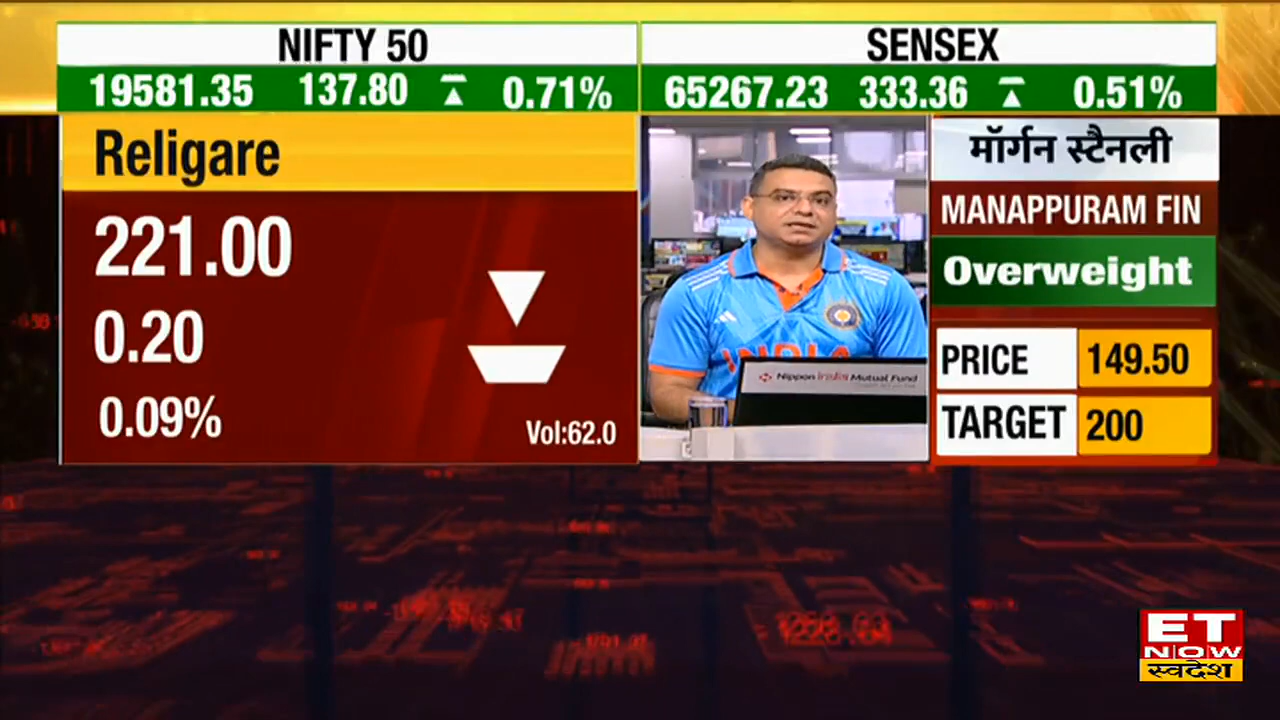 NIFTY 50
19581.35 137.80 0.71%
SENSEX
65267.23 333.36 0.51%
Religare
221.00
0.20
0.09%
Vol:62.0
INDIA
Nippon India Mutual Fund
मॉर्गन स्टैनली
MANAPPURAM FIN
Overweight
PRICE 149.50
TARGET 200
ET
NOW
स्वदेश